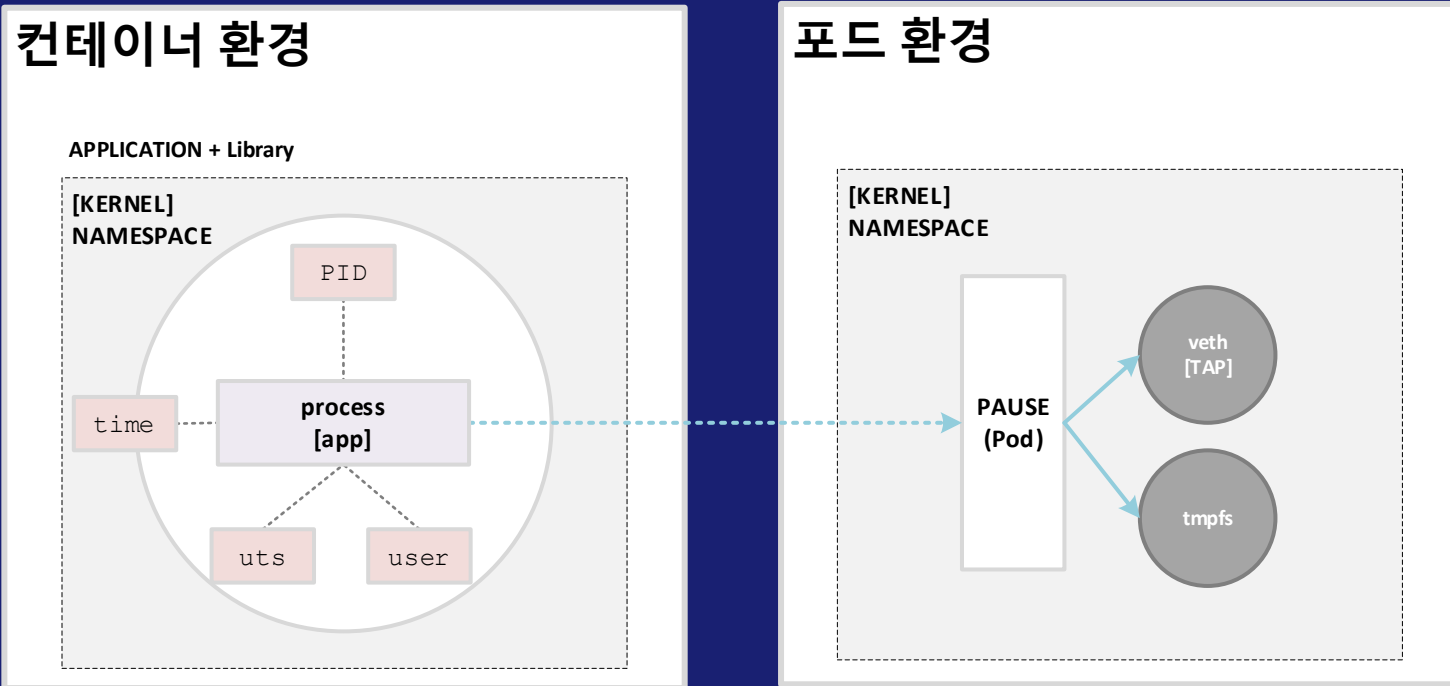 컨테이너 환경
APPLICATION + Library
[KERNEL]
NAMESPACE
PID
time
process
[app]
uts
user
포드 환경
[KERNEL]
NAMESPACE
PAUSE
(Pod)
veth
[TAP]
tmpfs